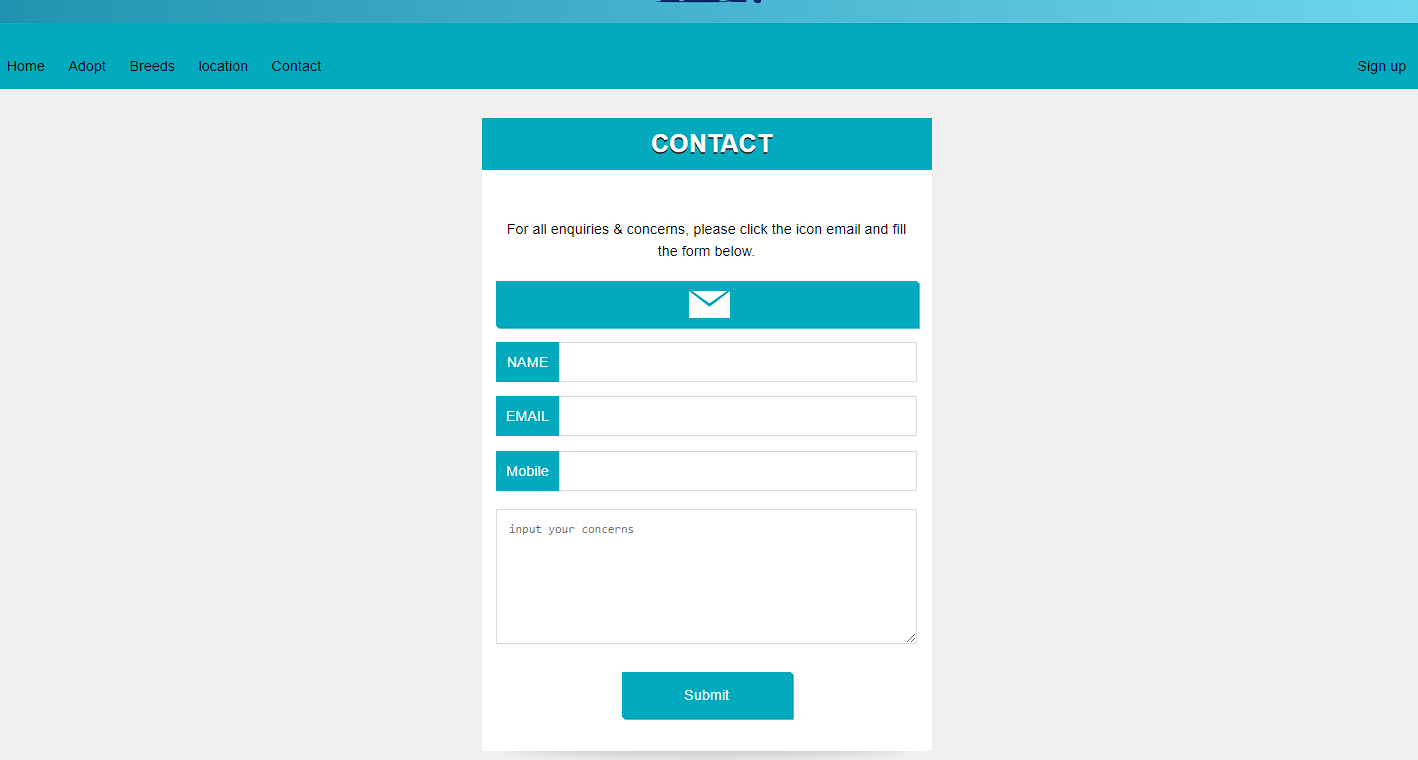 Home Adopt Breeds location Contact Sign up
CONTACT
For all enquiries & concerns, please click the icon email and fill
the form below.
NAME
EMAIL
Mobile
input your concerns
Submit